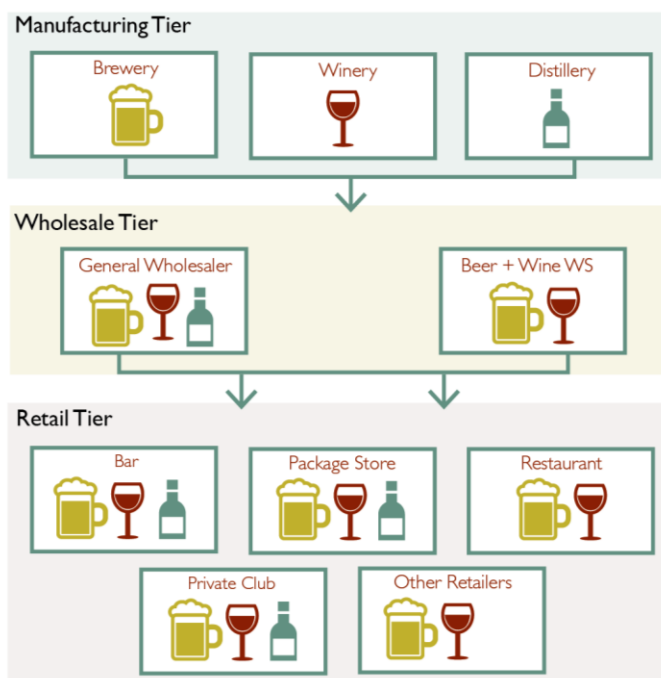 Manufacturing Tier
Brewery
Winery
Distillery
Wholesale Tier
General Wholesaler
Beer + Wine WS
Retail Tier
Bar
Package Store
Restaurant
Private Club
Other Retailers